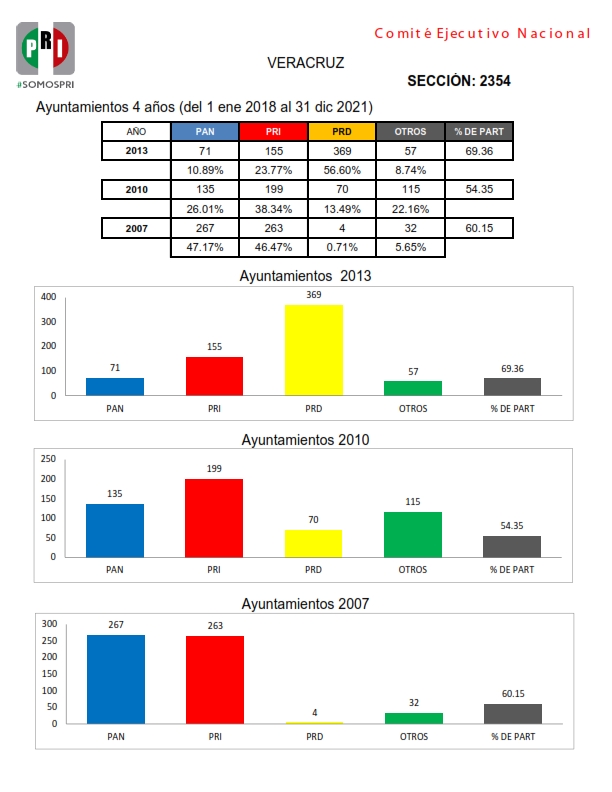 Comité Ejecutivo Nacional
PRI
#SOMOSPRI
VERACRUZ
SECCIÓN: 2354
Ayuntamientos 4 años (del 1 ene 2018 al 31 dic 2021)
AÑO PAN PRI PRD OTROS % DE PART
2013 71 155 369 57 69.36
10.89% 23.77% 56.60% 8.74%
2010 135 199 70 115 54.35
26.01% 38.34% 13.49% 22.16%
2007 267 263 4 32 60.15
47.17% 46.47% 0.71% 5.65%
Ayuntamientos 2013
400
300
200
100
0
71 155 369 57 69.36
PAN PRI PRD OTROS % DE PART
Ayuntamientos 2010
250
200
150
100
50
0
135 199 70 115 54.35
PAN PRI PRD OTROS % DE PART
Ayuntamientos 2007
300
250
200
150
100
50
0
267 263 4 32 60.15
PAN PRI PRD OTROS % DE PART